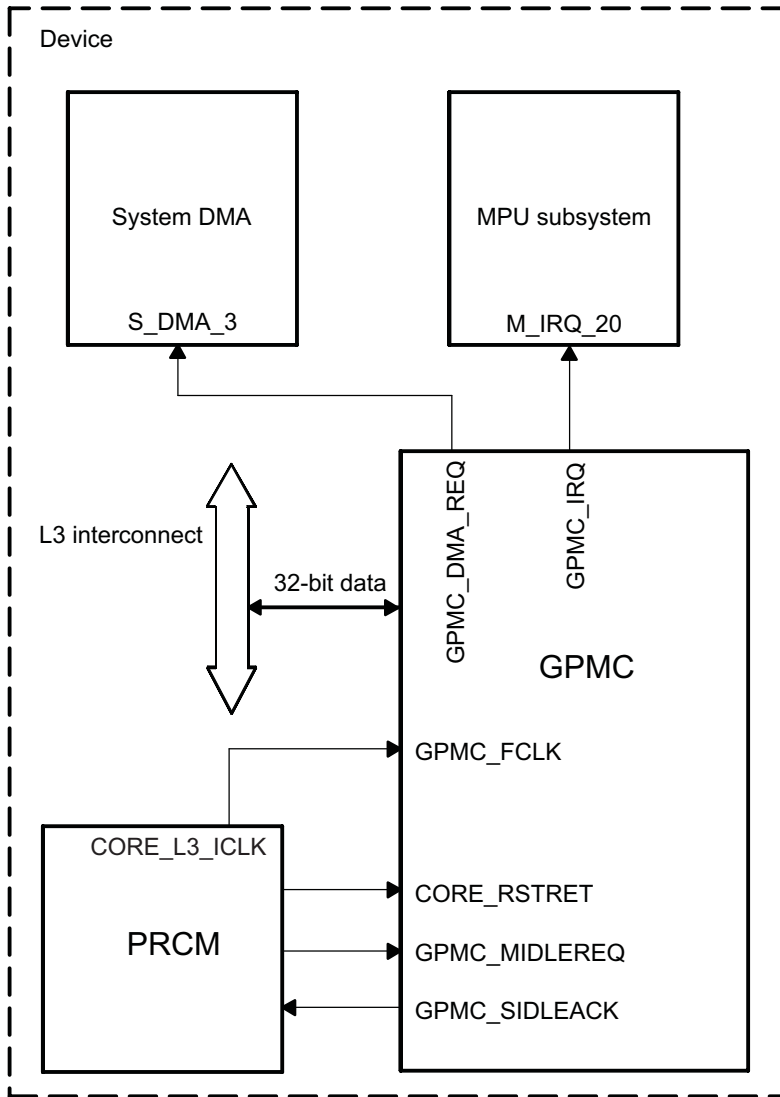 Device
System DMA
MPU subsystem
S_DMA_3
M_IRQ_20
GPMC_DMA_REQ
GPMC_IRQ
L3 interconnect
32-bit data
GPMC
GPMC_FCLK
CORE_L3_ICLK
CORE_RSTRET
PRCM
GPMC_MIDLEREQ
GPMC_SIDLEACK